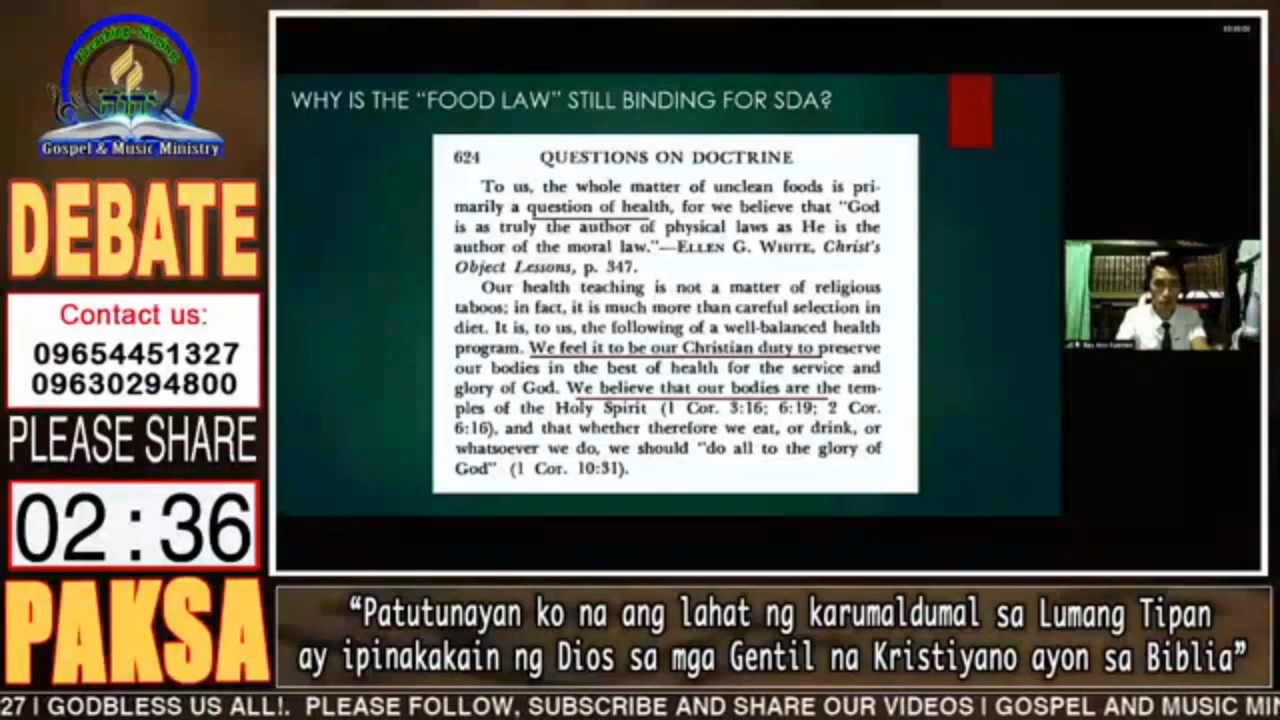 Preaching - Singing
Gospel & Music Ministry
DEBATE
Contact us:
09654451327
09630294800
PLEASE SHARE
02:36
PAKSA
WHY IS THE “FOOD LAW” STILL BINDING FOR SDA?
624 QUESTIONS ON DOCTRINE
To us, the whole matter of unclean foods is pri-
marily a question of health, for we believe that “God
is as truly the author of physical laws as He is the
author of the moral law.”—ELLEN G. WHITE, Christ's
Object Lessons, p. 347.
Our health teaching is not a matter of religious
taboos; in fact, it is much more than careful selection in
diet. It is, to us, the following of a well-balanced health
program. We feel it to be our Christian duty to preserve
our bodies in the best of health for the service and
glory of God. We believe that our bodies are the tem-
ples of the Holy Spirit (1 Cor. 3:16; 6:19; 2 Cor.
6:16), and that whether therefore we eat, or drink, or
whatsoever we do, we should “do all to the glory of
God” (1 Cor. 10:31).
“Patutunayan ko na ang lahat ng karumaldumal sa Lumang Tipan
ay ipinakakain ng Dios sa mga Gentil na Kristiyano ayon sa Biblia”
27 | GODBLESS US ALL!. PLEASE FOLLOW, SUBSCRIBE AND SHARE OUR VIDEOS | GOSPEL AND MUSIC MI